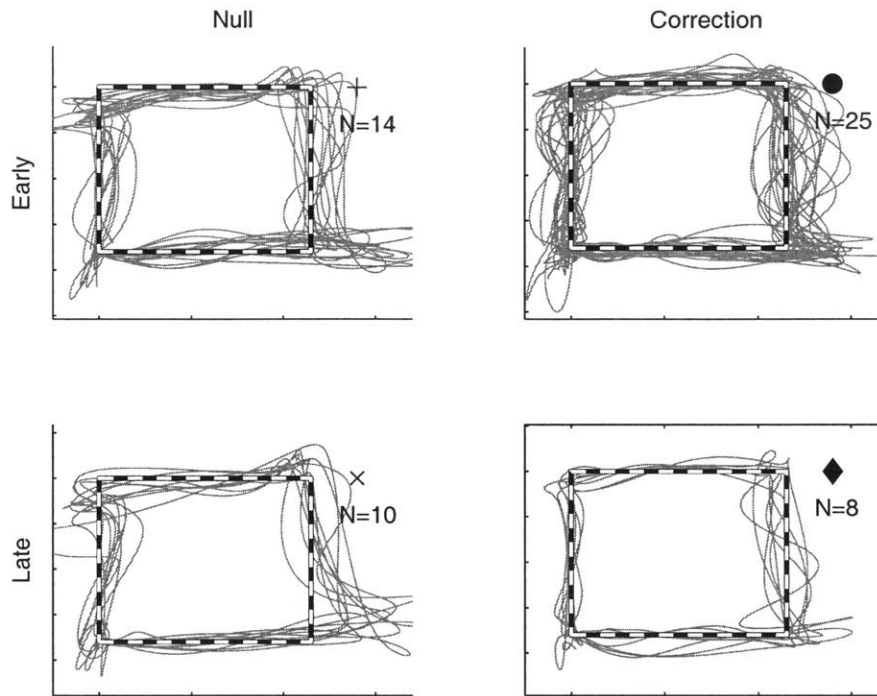 Null
Correction
Early
N=14
N=25
Late
N=10
N=8